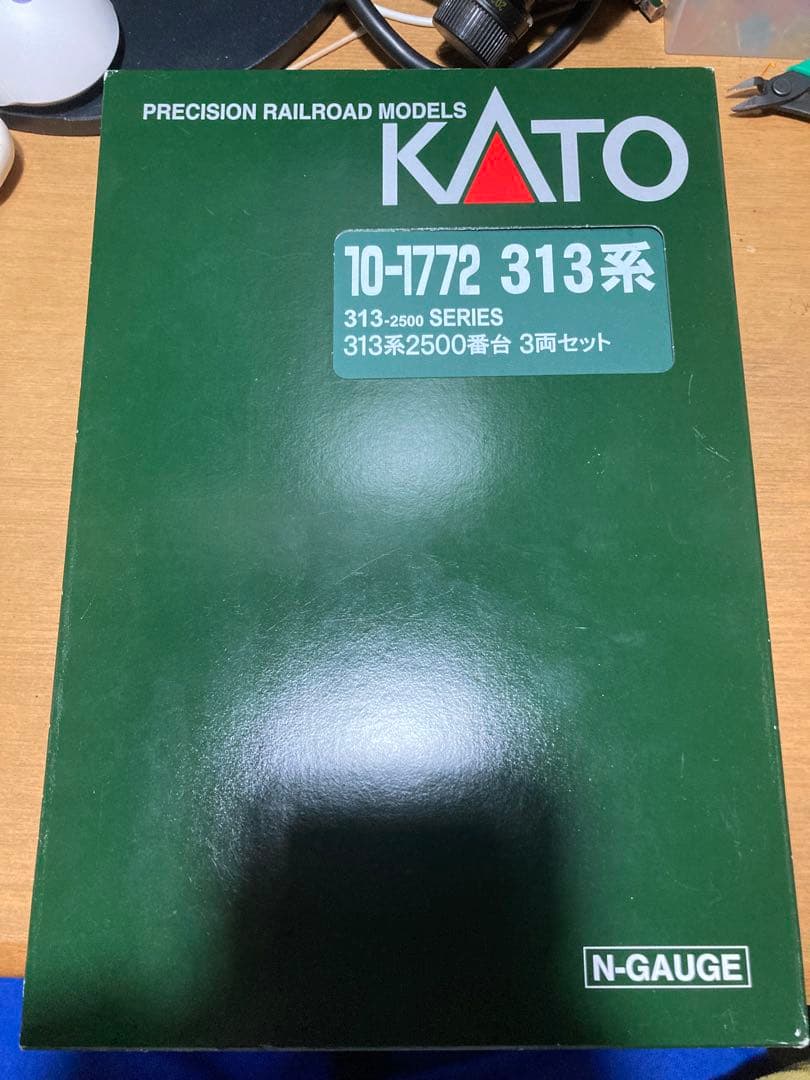 PRECISION RAILROAD MODELS
KATO
10-1772 313系
313-2500 SERIES
313系2500番台 3両セット
N-GAUGE